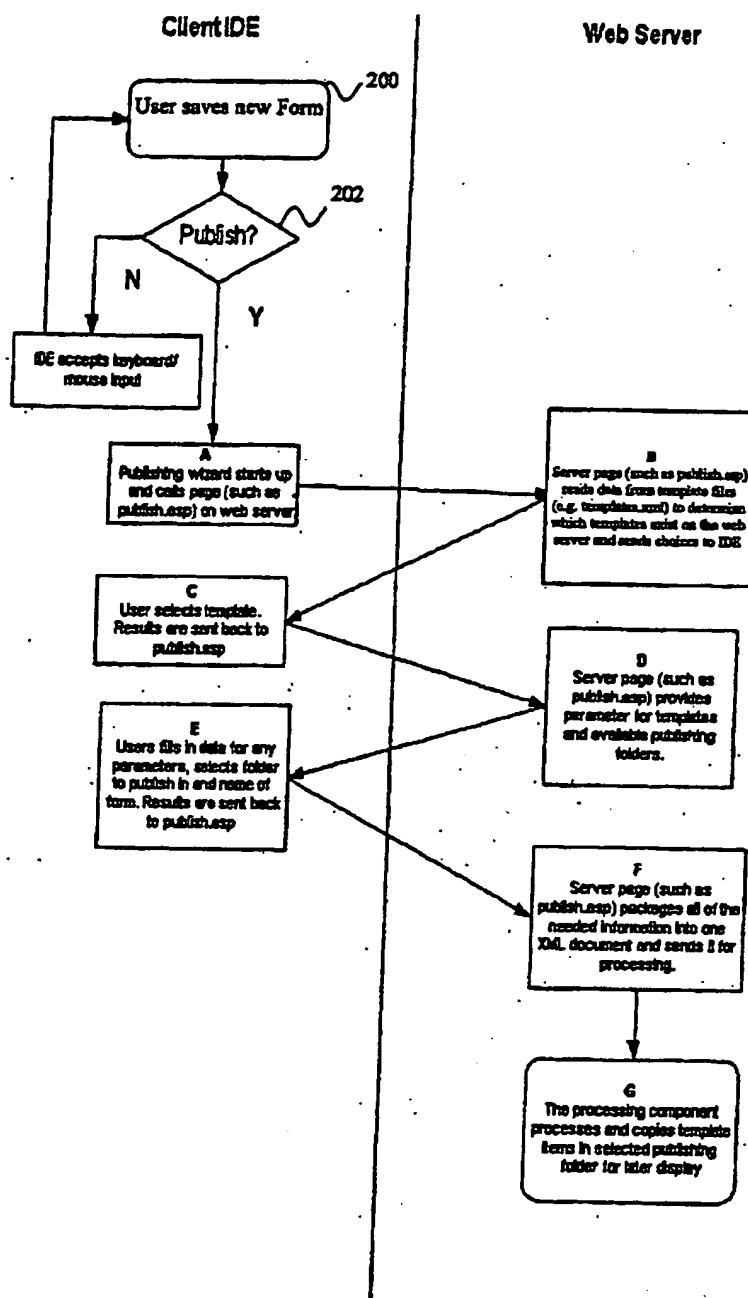 Client IDE
Web Server
200
User saves new Form
202
Publish?
N
Y
IDE accepts keyboard/
mouse input
A
Publishing wizard starts up
and calls page (such as
publish.asp) on web server
B
Server page (such as publish.asp)
reads data from template files
(e.g. templates.xml) to determine
which templates exist on the web
server and sends choices to IDE
C
User selects template.
Results are sent back to
publish.asp
D
Server page (such as
publish.asp) provides
parameter for templates
and available publishing
folders.
E
Users fills in data for any
parameters, selects folder
to publish in and name of
form. Results are sent back
to publish.asp
F
Server page (such as
publish.asp) packages all of the
needed information into one
XML document and sends it for
processing.
G
The processing component
processes and copies template
items in selected publishing
folder for later display